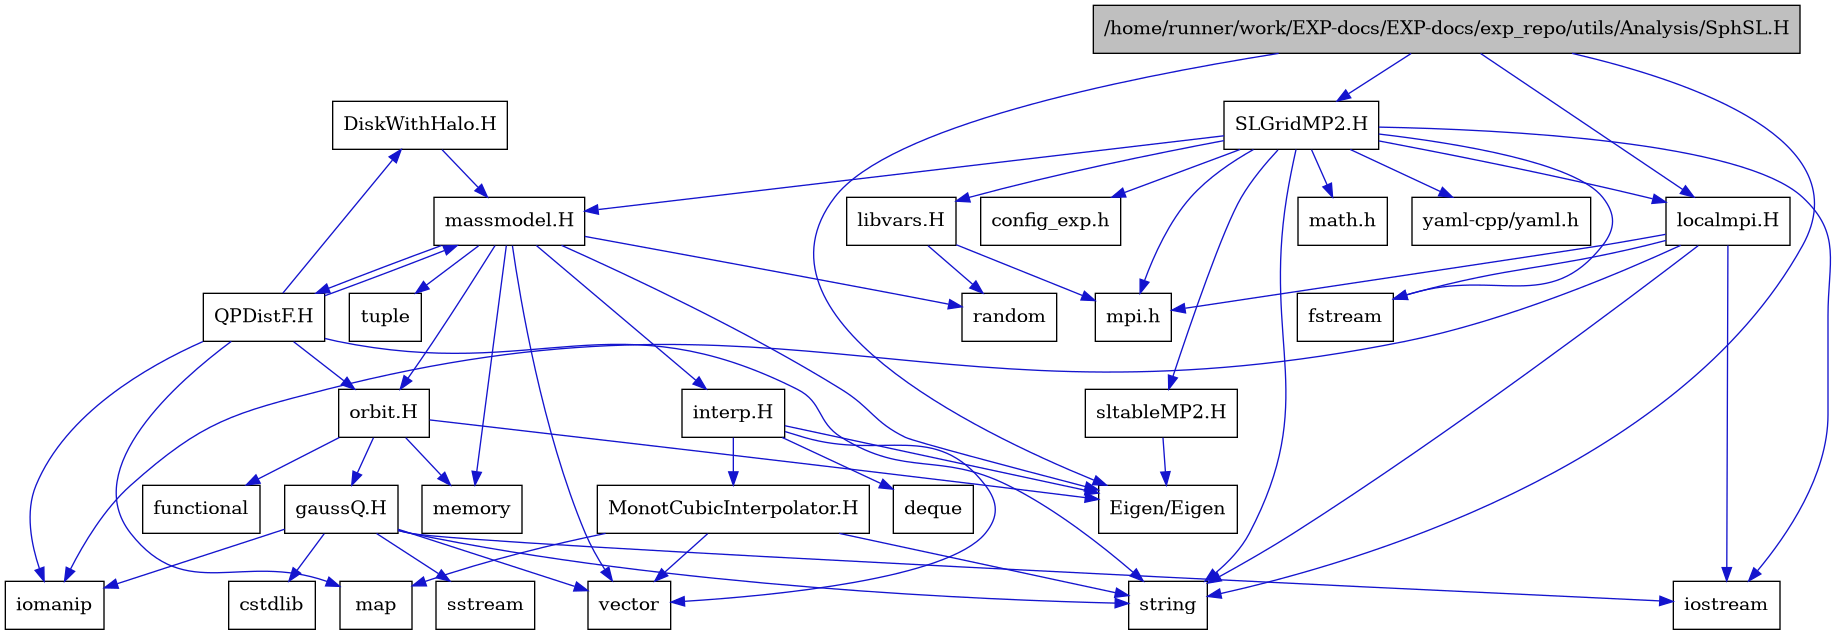 /home/runner/work/EXP-docs/EXP-docs/exp_repo/utils/Analysis/SphSL.H
DiskWithHalo.H
SLGridMP2.H
massmodel.H
libvars.H
config_exp.h
math.h
yaml-cpp/yaml.h
localmpi.H
QPDistF.H
tuple
random
mpi.h
fstream
orbit.H
interp.H
sltableMP2.H
functional
gaussQ.H
memory
MonotCubicInterpolator.H
deque
Eigen/Eigen
iomanip
cstdlib
map
sstream
vector
string
iostream